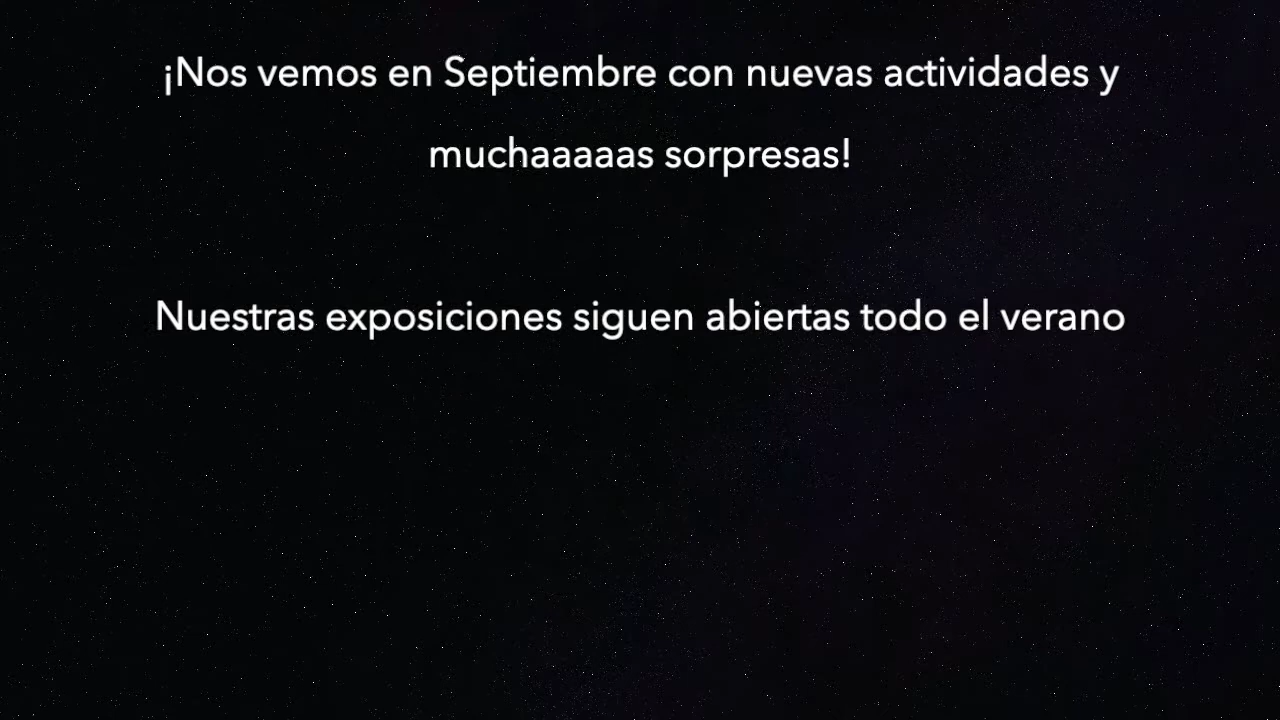 ¡Nos vemos en Septiembre con nuevas actividades y
muchaaaaas sorpresas!
Nuestras exposiciones siguen abiertas todo el verano